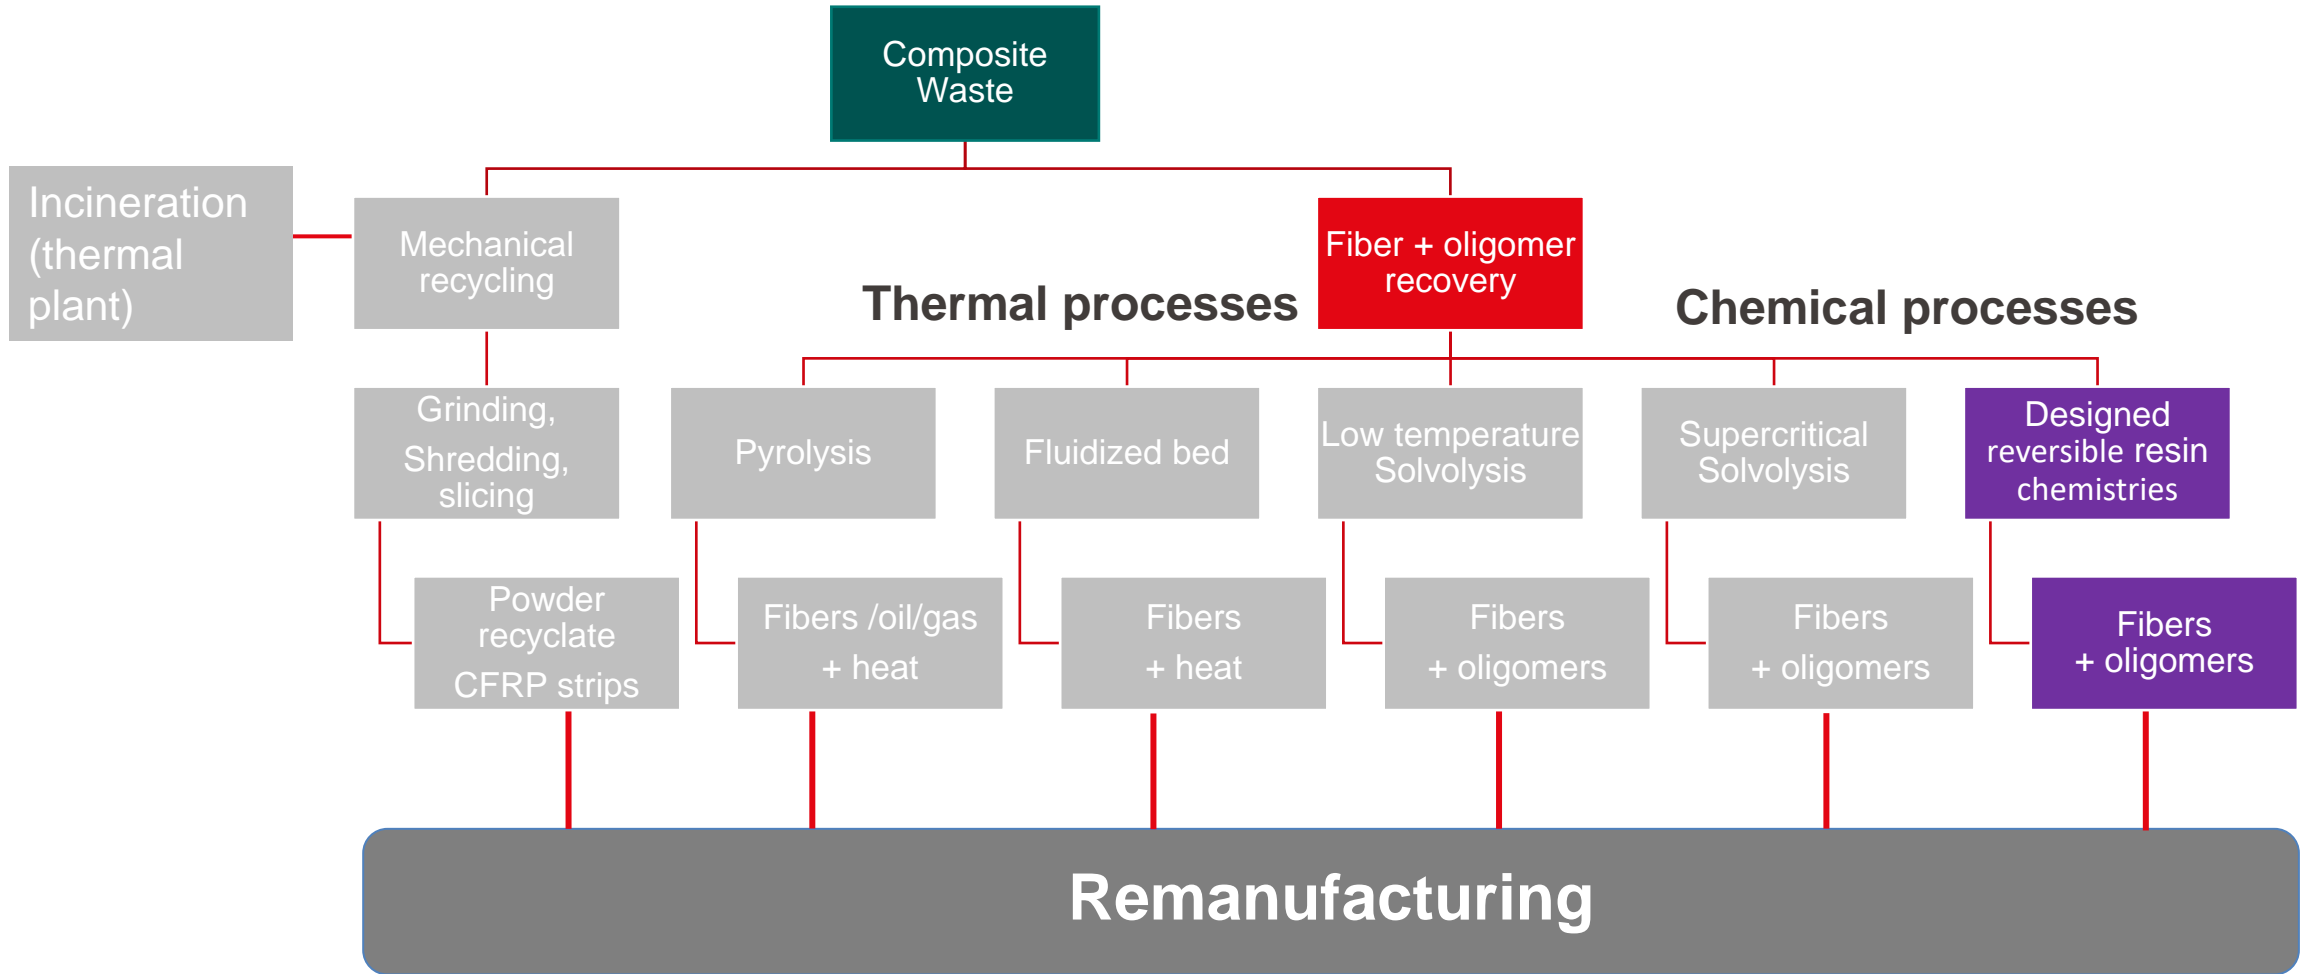 Composite
Waste
Incineration
(thermal
plant)
Mechanical
recycling
Fiber + oligomer
recovery
Thermal processes
Chemical processes
Grinding,
Shredding,
slicing
Pyrolysis
Fluidized bed
Low temperature
Solvolysis
Supercritical
Solvolysis
Designed
reversible resin
chemistries
Powder
recyclate
CFRP strips
Fibers /oil/gas
+ heat
Fibers
+ heat
Fibers
+ oligomers
Fibers
+ oligomers
Fibers
+ oligomers
Remanufacturing